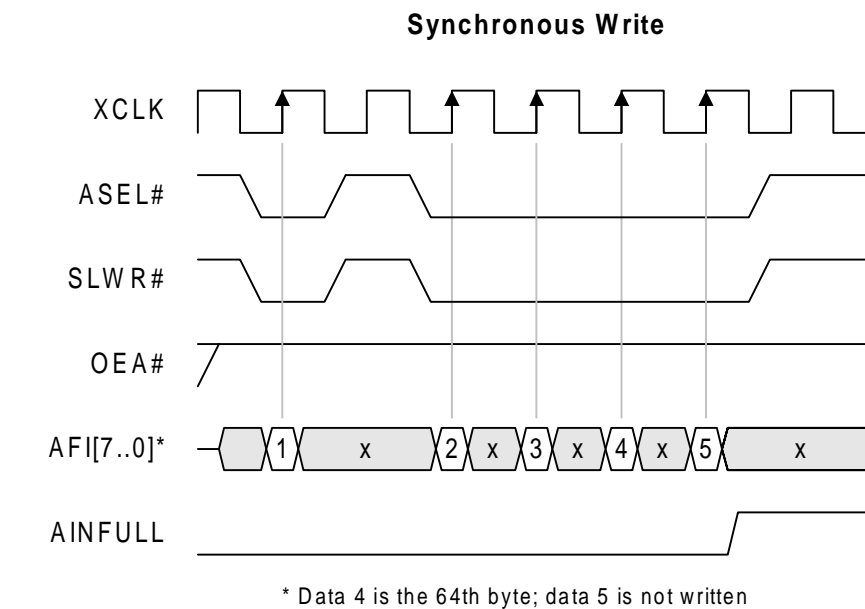 Synchronous Write
XCLK
ASEL#
SLWR#
OEA#
AFI[7..0]* 1 x 2 x 3 x 4 x 5 x
AINFULL
* Data 4 is the 64th byte; data 5 is not written